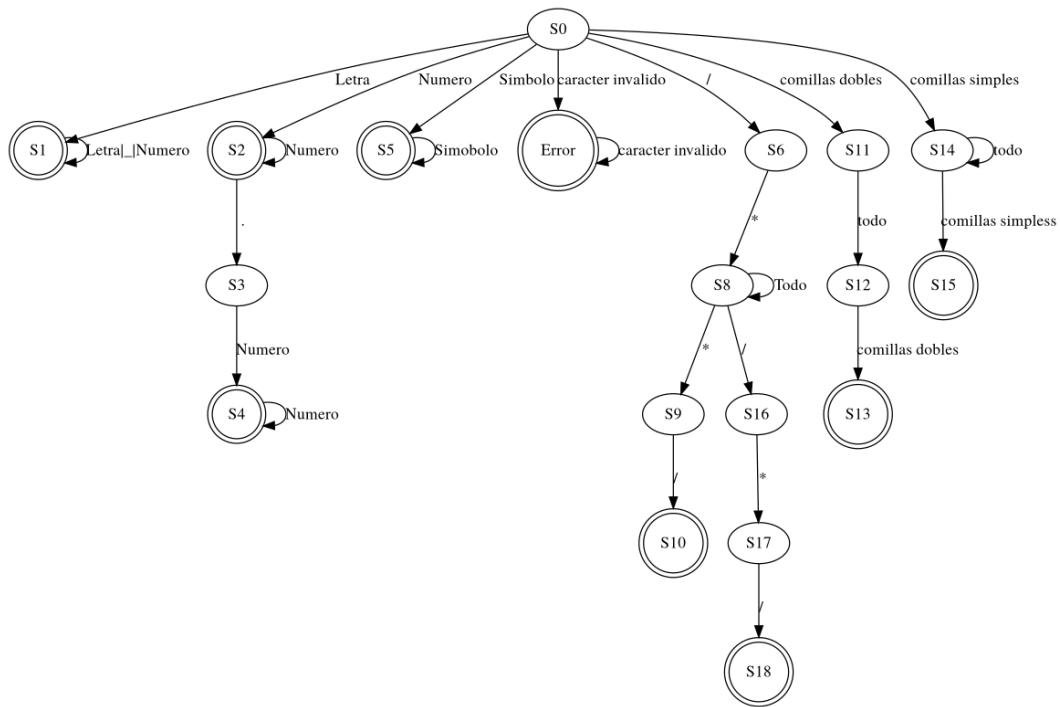 S0
Letra
Numero
Simbolo
caracter invalido
/
comillas dobles
comillas simples
S1
Letra|_|Numero
S2
Numero
S5
Simobolo
Error
caracter invalido
S6
S11
S14
todo
.
*
todo
comillas simpless
S3
S8
Todo
S12
S15
Numero
*
/
comillas dobles
S4
Numero
S9
S16
S13
/
*
S10
S17
/
S18